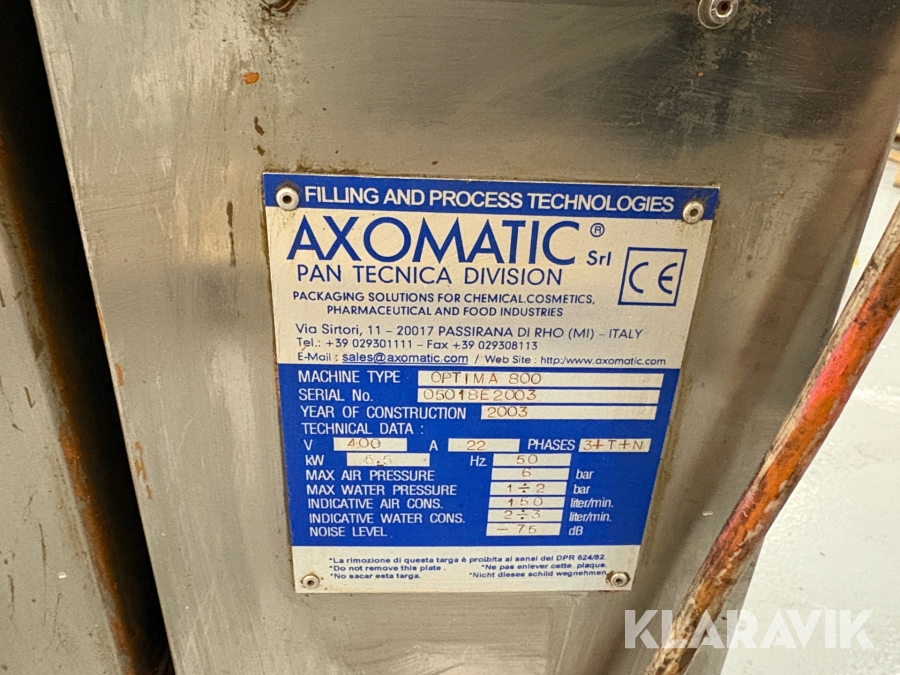 FILLING AND PROCESS TECHNOLOGIES
AXOMATIC ® Srl
CE
PAN TECNICA DIVISION
PACKAGING SOLUTIONS FOR CHEMICAL.COSMETICS,
PHARMACEUTICAL AND FOOD INDUSTRIES
Via Sirtori, 11 – 20017 PASSIRANA DI RHO (MI) – ITALY
Tel.: +39 029301111 – Fax +39 029308113
E-Mail : sales@axomatic.com / Web Site : http:/www.axomatic.com
MACHINE TYPE OPTIMA 800
SERIAL No. 05018E2003
YEAR OF CONSTRUCTION 2003
TECHNICAL DATA :
V 400 A 22 PHASES 3+T+N
kW 5.5 Hz 50
MAX AIR PRESSURE 6 bar
MAX WATER PRESSURE 1÷2 bar
INDICATIVE AIR CONS. 150 liter/min.
INDICATIVE WATER CONS. 2÷3 liter/min.
NOISE LEVEL –75 dB
*La rimozione di questa targa è proibita ai sensi del DPR 624/82.
*Do not remove this plate. *Ne pas enlever cette plaque.
*No sacar esta targa. *Nicht dieses schild wegnehmen.
KLARAVIK